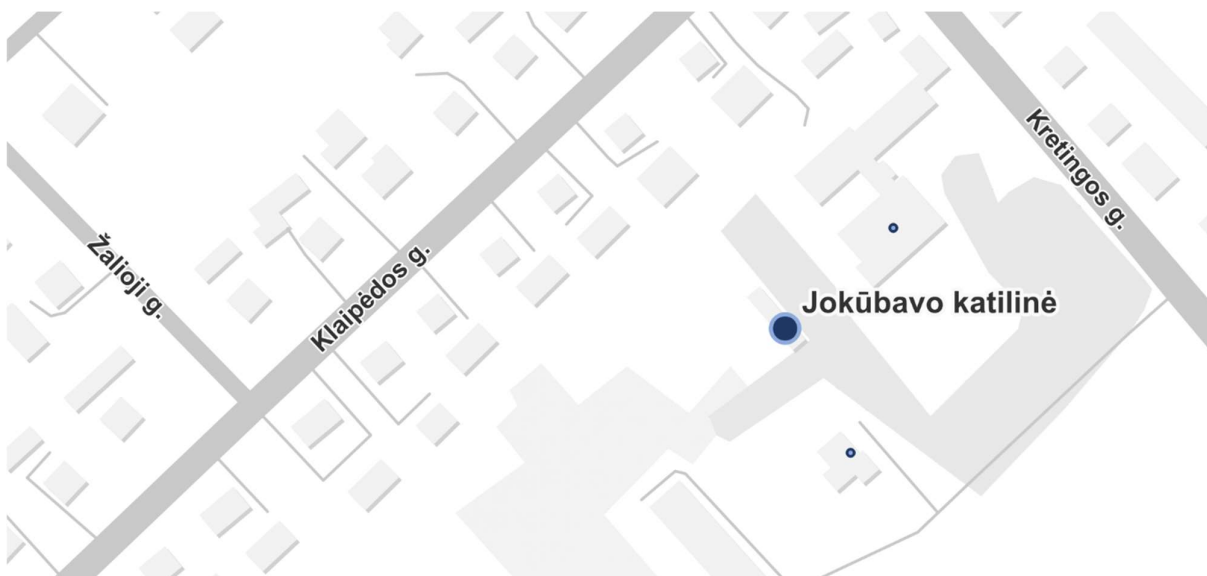 Kretingos g.
Žalioji g.
Klaipėdos g.
Jokūbavo katilinė